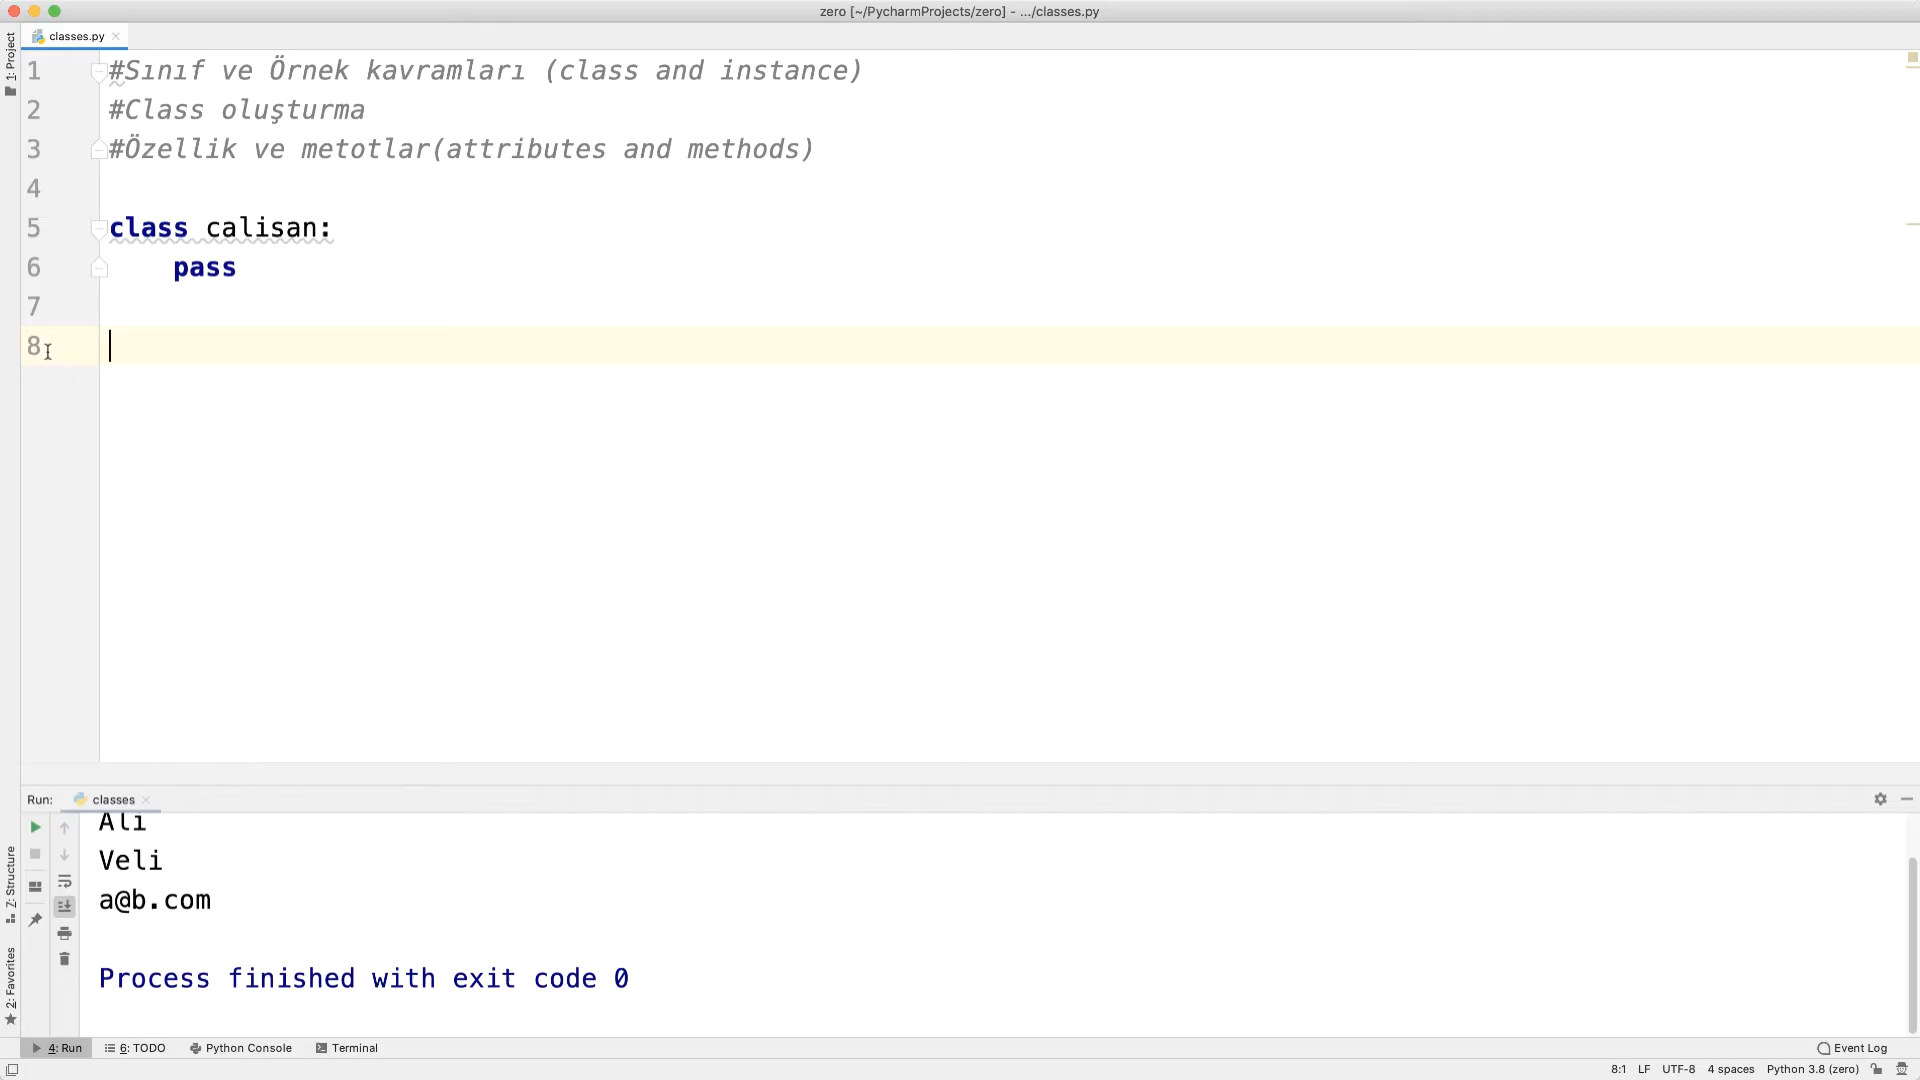 zero [~/PycharmProjects/zero] - .../classes.py
classes.py
1: Project
1 #Sınıf ve Örnek kavramları (class and instance)
2 #Class oluşturma
3 #Özellik ve metotlar(attributes and methods)
4
5 class calisan:
6     pass
7
8
Run: classes
Ali
Veli
a@b.com
Process finished with exit code 0
Z: Structure
2: Favorites
4: Run 6: TODO Python Console Terminal Event Log
8:1 LF UTF-8 4 spaces Python 3.8 (zero)